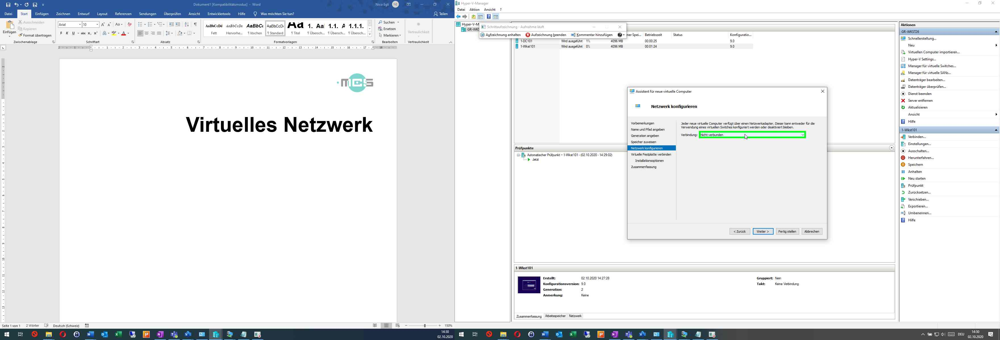 Dokument1 [Kompatibilitätsmodus] - Word
Nico Egli
NE
Datei Start Einfügen Zeichnen Entwurf Layout Referenzen Sendungen Überprüfen Ansicht Entwicklertools Hilfe Was möchten Sie tun? Teilen
Einfügen
Ausschneiden
Kopieren
Format übertragen
Zwischenablage
Arial 10
F K U abc
Schriftart
Absatz
AaBbCcDd Fett
AaBbCcDc Hervorhe...
AaBbCc ¶ löschen
AaBbCcDc ¶ Standard
Aa ¶ Titel
1. Aa ¶ Übersch...
1.1. A ¶ Übersch...
1.1.1. ¶ Übersch...
Formatvorlagen
Suchen
Ersetzen
Markieren
Bearbeiten
Vertraulichkeit
Vertraulichkeit
mcs
Virtuelles Netzwerk
Seite 1 von 1 2 Wörter Deutsch (Schweiz) 150%
14:30
02.10.2020
Hyper-V-Manager
Datei Aktion Ansicht ?
Hyper-V-M
GR-WKS
Schrittaufzeichnung - Aufnahme läuft
Aufzeichnung anhalten Aufzeichnung beenden Kommentar hinzufügen
ner Spei... Betriebszeit Status Konfiguratio...
1-DC101 Wird ausgeführt 1% 4096 MB 00:00:25 9.0
1-Wkst101 Wird ausgeführt 0% 4096 MB 00:01:24 9.0
Assistent für neue virtuelle Computer
Netzwerk konfigurieren
Vorbemerkungen
Name und Pfad angeben
Generation angeben
Speicher zuweisen
Netzwerk konfigurieren
Virtuelle Festplatte verbinden
Installationsoptionen
Zusammenfassung
Jeder neue virtuelle Computer verfügt über einen Netzwerkadapter. Dieser kann entweder für die
Verwendung eines virtuellen Switches konfiguriert werden oder deaktiviert bleiben.
Verbindung: Nicht verbunden
< Zurück Weiter > Fertig stellen Abbrechen
Prüfpunkte
Automatischer Prüfpunkt – 1-Wkst101 - (02.10.2020 - 14:29:02)
Jetzt
1-Wkst101
Erstellt: 02.10.2020 14:27:28 Gruppiert: Nein
Konfigurationsversion: 9.0 Takt: Keine Verbindung
Generation: 2
Anmerkung: Keine
Zusammenfassung Arbeitsspeicher Netzwerk
Aktionen
GR-WKST26
Schnellerstellung...
Neu
Virtuellen Computer importieren...
Hyper-V Settings...
Manager für virtuelle Switches...
Manager für virtuelle SANs...
Datenträger bearbeiten...
Datenträger überprüfen...
Dienst beenden
Server entfernen
Aktualisieren
Ansicht
Hilfe
1-Wkst101
Verbinden...
Einstellungen...
Ausschalten...
Herunterfahren...
Speichern
Anhalten
Neu starten
Prüfpunkt
Zurücksetzen...
Verschieben...
Exportieren...
Umbenennen...
Hilfe
DEU
14:30
02.10.2020